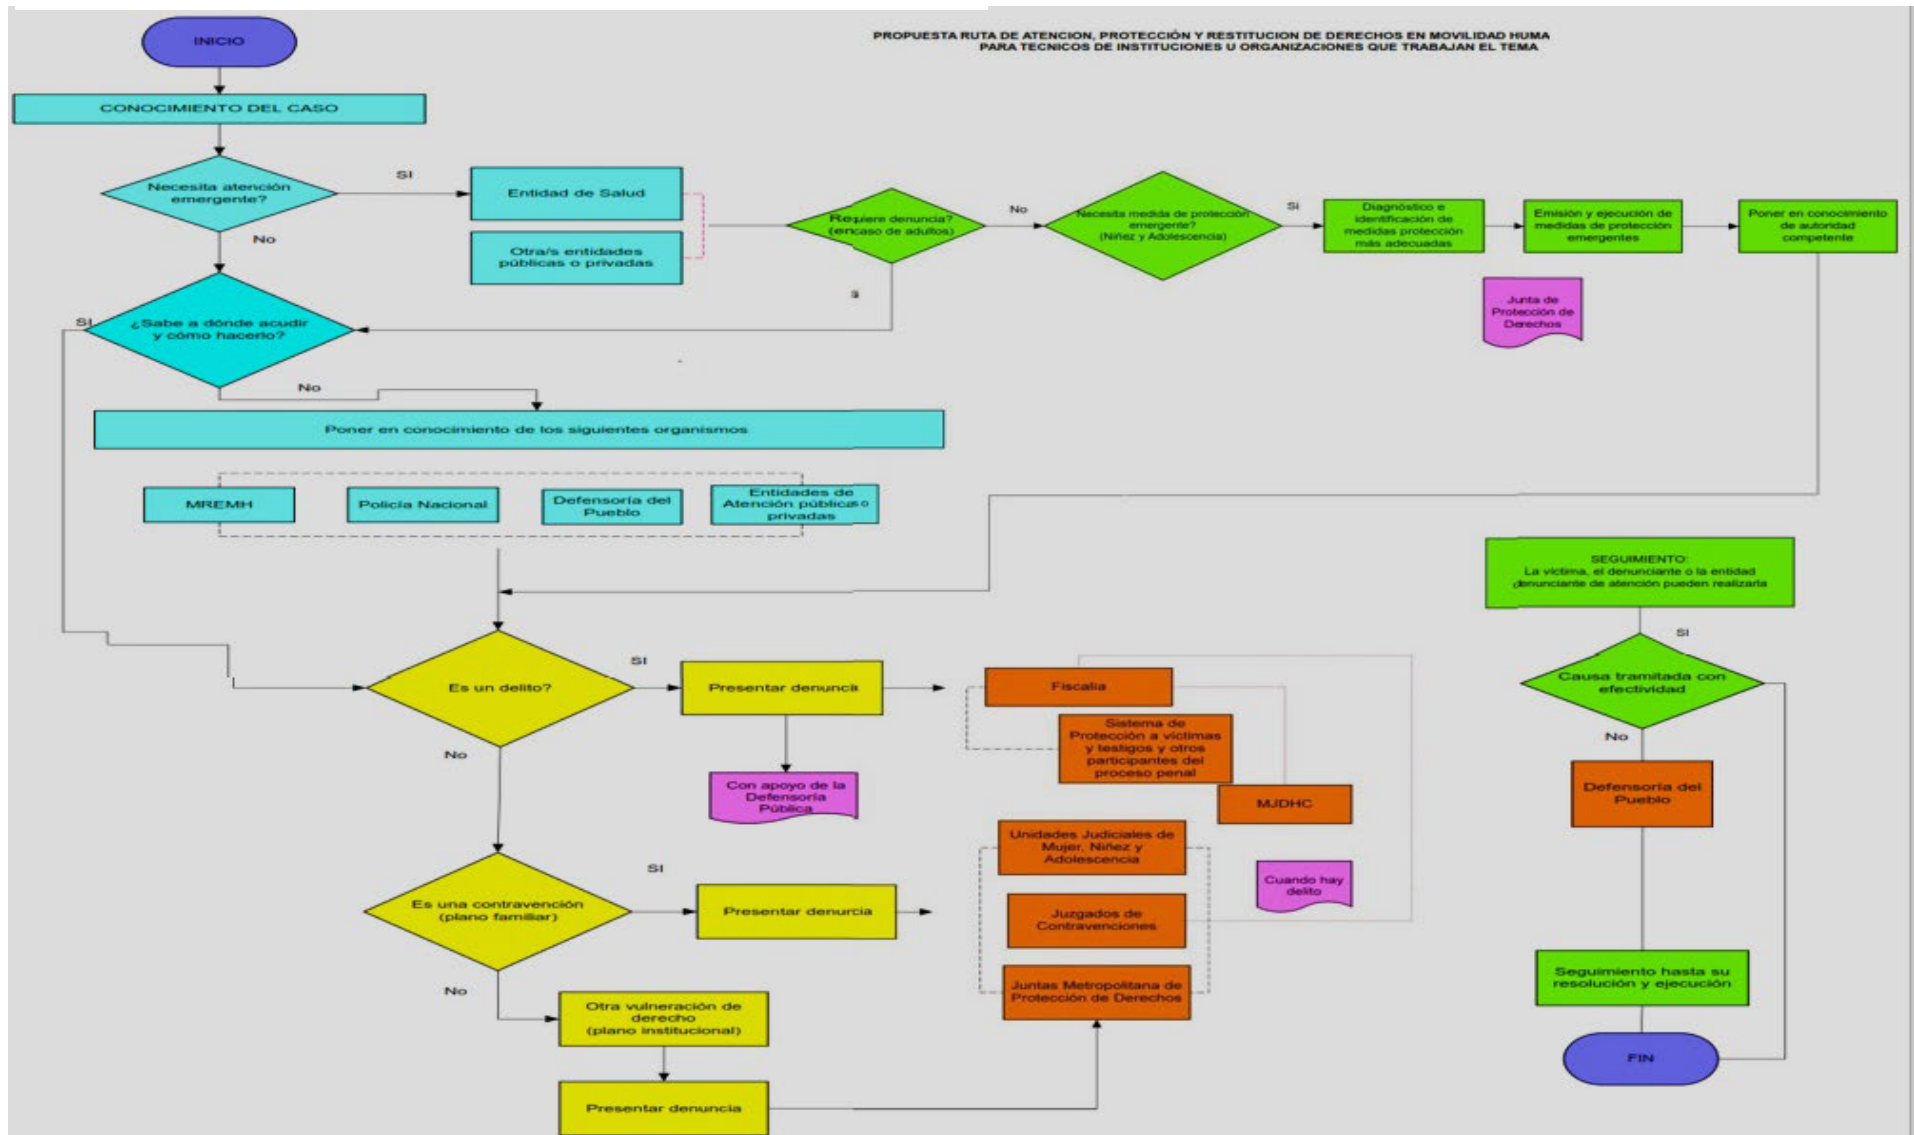 PROPUESTA RUTA DE ATENCION, PROTECCIÓN Y RESTITUCION DE DERECHOS EN MOVILIDAD HUMA
PARA TECNICOS DE INSTITUCIONES U ORGANIZACIONES QUE TRABAJAN EL TEMA
INICIO
CONOCIMIENTO DEL CASO
Necesita atención
emergente?
SI
No
Entidad de Salud
Otra/s entidades
públicas o privadas
Requiere denuncia?
(en caso de adultos)
No
Si
Necesita medida de protección
emergente?
(Niñez y Adolescencia)
Si
Diagnóstico e
identificación de
medidas protección
más adecuadas
Emisión y ejecución de
medidas de protección
emergentes
Poner en conocimiento
de autoridad
competente
Junta de
Protección de
Derechos
¿Sabe a dónde acudir
y cómo hacerlo?
SI
No
Poner en conocimiento de los siguientes organismos
MREMH
Policía Nacional
Defensoría del
Pueblo
Entidades de
Atención públicas o
privadas
Es un delito?
SI
No
Presentar denuncia
Con apoyo de la
Defensoría
Pública
Fiscalía
Sistema de
Protección a víctimas
y testigos y otros
participantes del
proceso penal
MJDHC
Es una contravención
(plano familiar)
SI
No
Presentar denuncia
Unidades Judiciales de
Mujer, Niñez y
Adolescencia
Juzgados de
Contravenciones
Juntas Metropolitana de
Protección de Derechos
Cuando hay
delito
Otra vulneración de
derecho
(plano institucional)
Presentar denuncia
SEGUIMIENTO:
La víctima, el denunciante o la entidad
denunciante de atención pueden realizarla
SI
Causa tramitada con
efectividad
No
Defensoría del
Pueblo
Seguimiento hasta su
resolución y ejecución
FIN